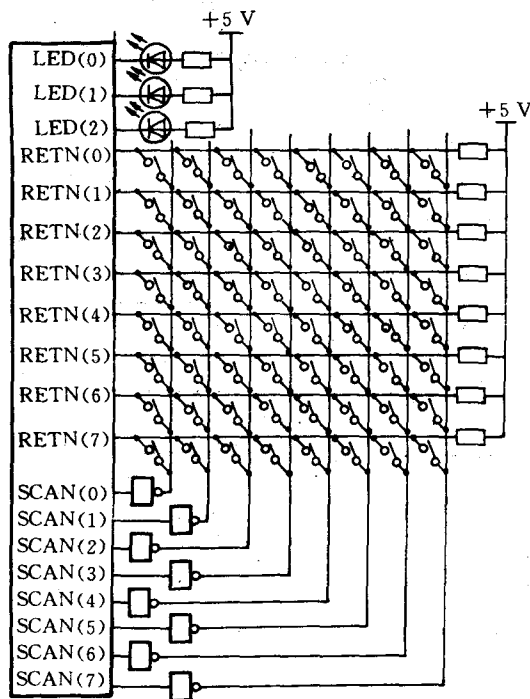 +5 V
LED(0)
LED(1)
LED(2)
+5 V
RETN(0)
RETN(1)
RETN(2)
RETN(3)
RETN(4)
RETN(5)
RETN(6)
RETN(7)
SCAN(0)
SCAN(1)
SCAN(2)
SCAN(3)
SCAN(4)
SCAN(5)
SCAN(6)
SCAN(7)